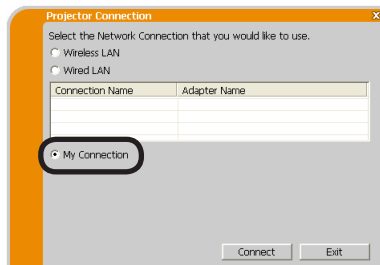 Projector Connection
Select the Network Connection that you would like to use.
Wireless LAN
Wired LAN
Connection Name Adapter Name
My Connection
Connect Exit